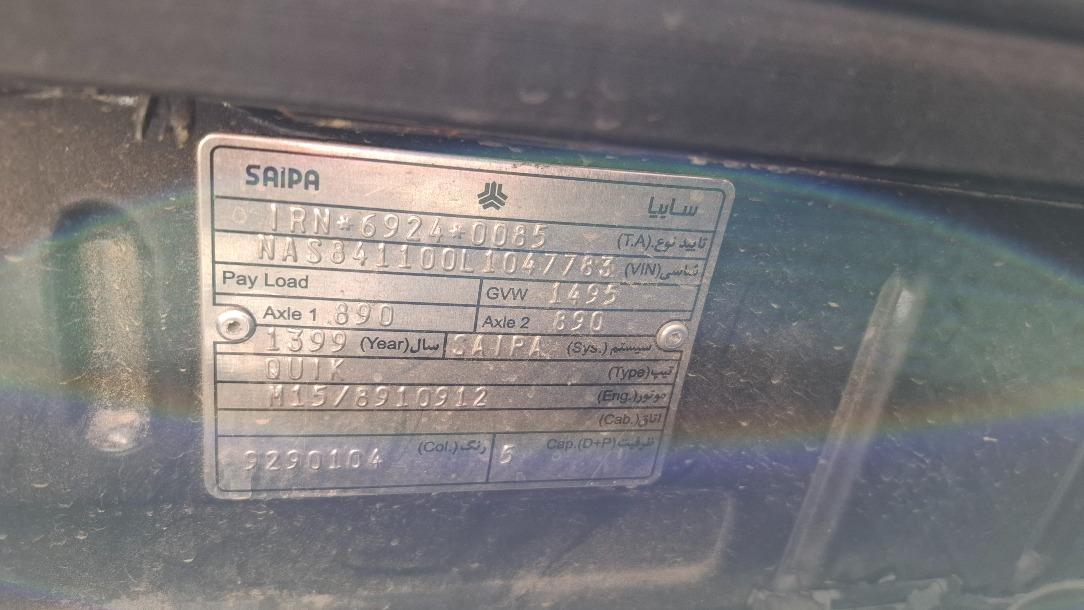 SAIPA سایپا
IRN*6924*0085 تایید نوع.(T.A)
NAS841100L1047783 شاسی(VIN)
Pay Load GVW 1495
Axle 1 890 Axle 2 890
1399 سال(Year) SAIPA سیستم (Sys.)
QUIK تیپ(Type)
M15/8910912 موتور(Eng.)
اتاق(Cab.)
9290104 رنگ(Col.) 5 ظرفیت(Cap.(D+P